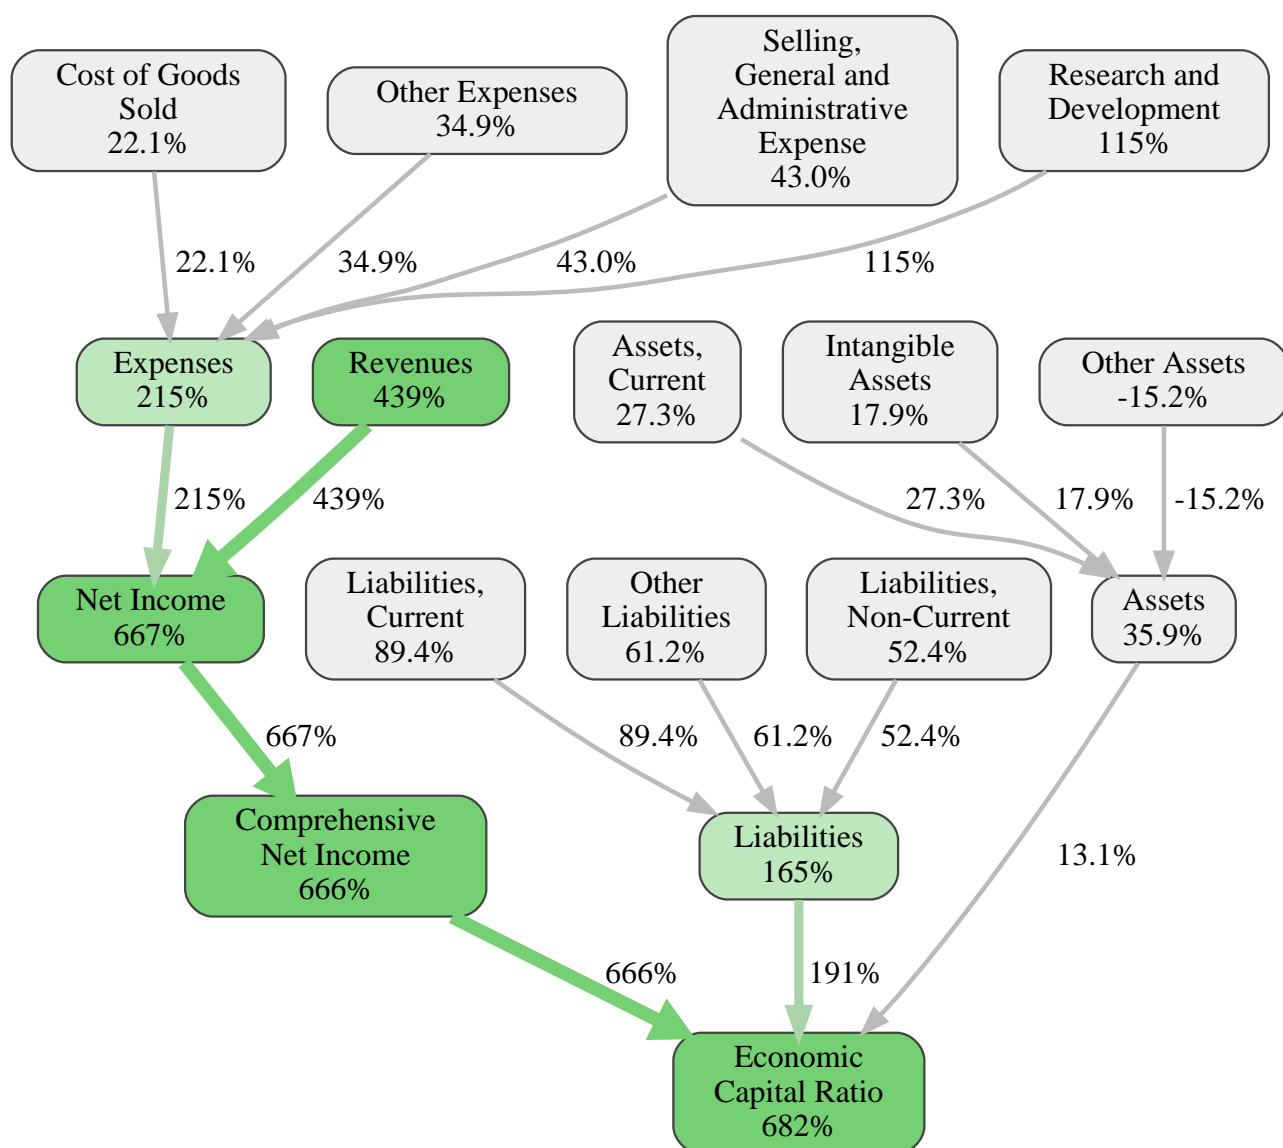 Cost of Goods
Sold
22.1%
Other Expenses
34.9%
Selling,
General and
Administrative
Expense
43.0%
Research and
Development
115%
22.1%
34.9%
43.0%
115%
Expenses
215%
Revenues
439%
Assets,
Current
27.3%
Intangible
Assets
17.9%
Other Assets
-15.2%
215%
439%
27.3%
17.9%
-15.2%
Net Income
667%
Liabilities,
Current
89.4%
Other
Liabilities
61.2%
Liabilities,
Non-Current
52.4%
Assets
35.9%
667%
89.4%
61.2%
52.4%
Comprehensive
Net Income
666%
Liabilities
165%
13.1%
666%
191%
Economic
Capital Ratio
682%